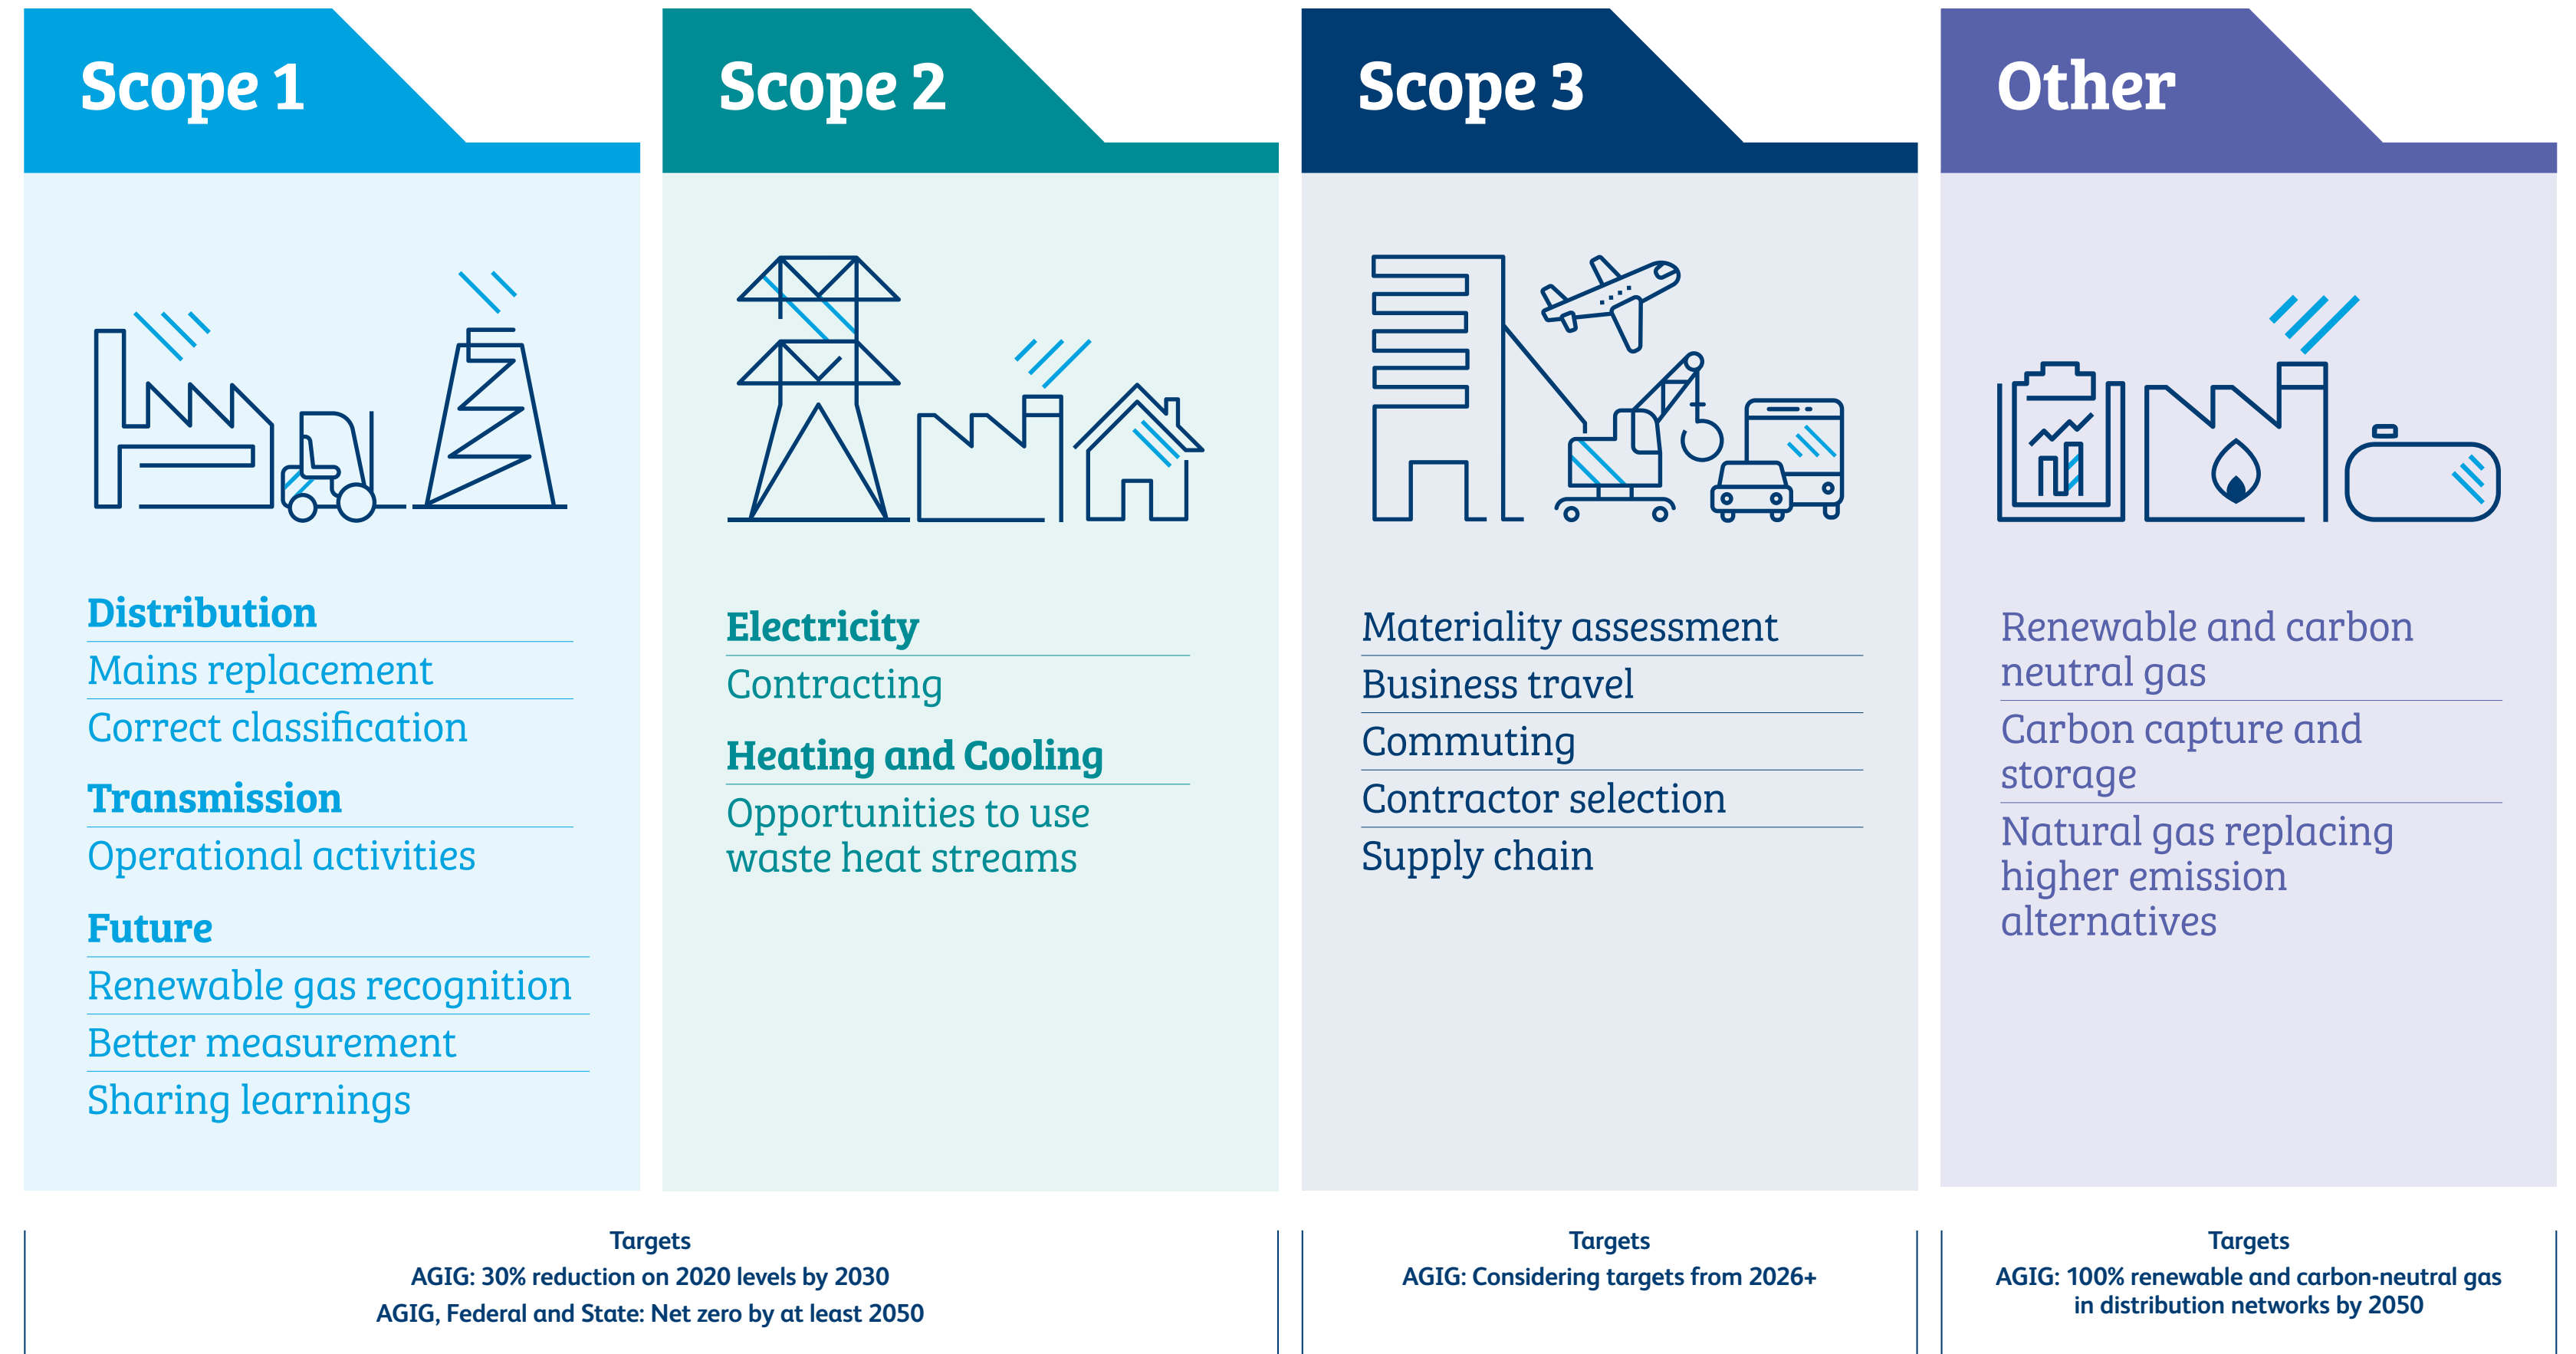 Scope 1
Distribution
Mains replacement
Correct classification
Transmission
Operational activities
Future
Renewable gas recognition
Better measurement
Sharing learnings
Scope 2
Electricity
Contracting
Heating and Cooling
Opportunities to use
waste heat streams
Scope 3
Materiality assessment
Business travel
Commuting
Contractor selection
Supply chain
Other
Renewable and carbon
neutral gas
Carbon capture and
storage
Natural gas replacing
higher emission
alternatives
Targets
AGIG: 30% reduction on 2020 levels by 2030
AGIG, Federal and State: Net zero by at least 2050
Targets
AGIG: Considering targets from 2026+
Targets
AGIG: 100% renewable and carbon-neutral gas
in distribution networks by 2050